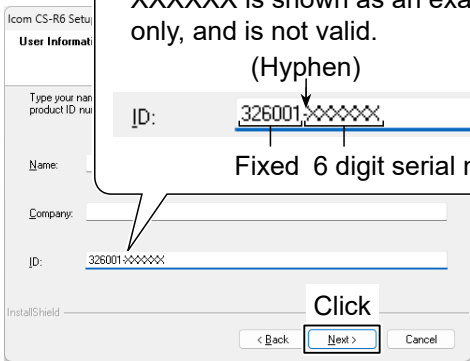 XXXXXX is shown as an exa
only, and is not valid.
(Hyphen)
ID: 326001-XXXXXX
Fixed 6 digit serial
Icom CS-R6 Setu
User Informati
Type your nan
product ID nu
Name:
Company:
ID: 326001-XXXXXX
InstallShield
Click
< Back Next > Cancel